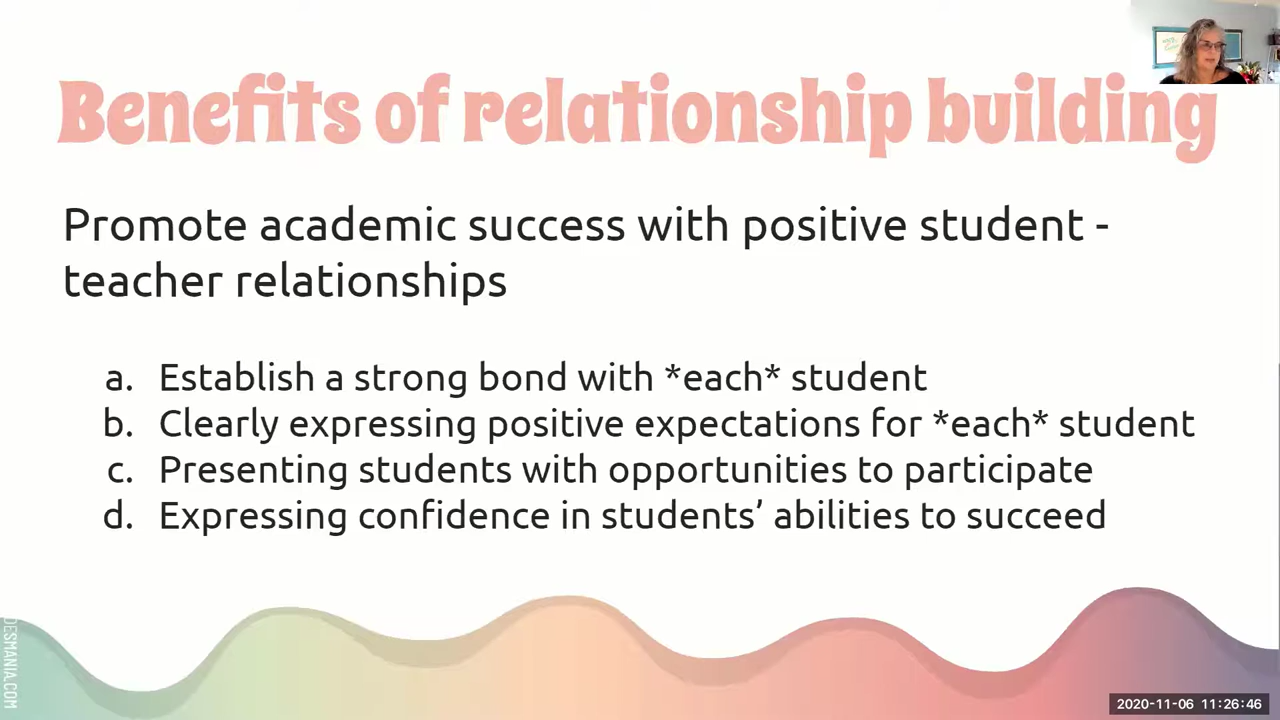 Benefits of relationship building
Promote academic success with positive student -
teacher relationships
a. Establish a strong bond with *each* student
b. Clearly expressing positive expectations for *each* student
c. Presenting students with opportunities to participate
d. Expressing confidence in students’ abilities to succeed
DESMANIA.COM
2020-11-06 11:26:46